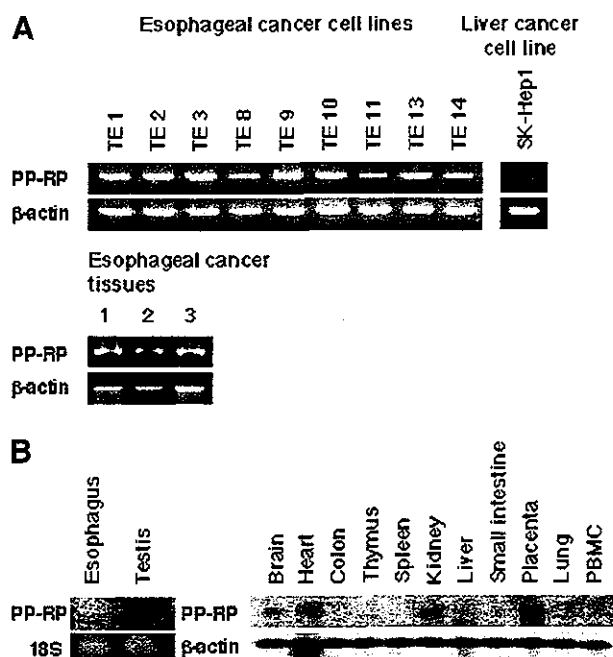 A
Esophageal cancer cell lines
Liver cancer
cell line
TE 1 TE 2 TE 3 TE 8 TE 9 TE 10 TE 11 TE 13 TE 14 SK-Hep1
PP-RP
β-actin
Esophageal cancer
tissues
1 2 3
PP-RP
β-actin
B
Esophagus Testis Brain Heart Colon Thymus Spleen Kidney Liver Small intestine Placenta Lung PBMC
PP-RP PP-RP
18S β-actin